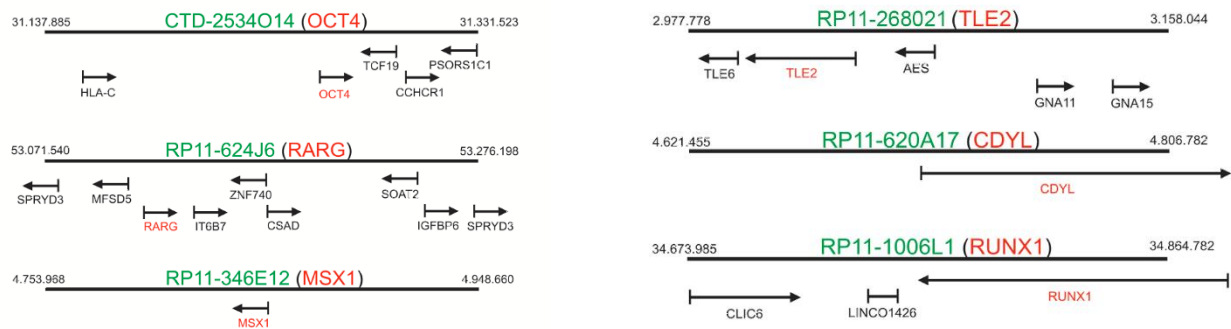 31.137.885 CTD-2534O14 (OCT4) 31.331.523
TCF19 PSORS1C1
HLA-C OCT4 CCHCR1
53.071.540 RP11-624J6 (RARG) 53.276.198
SPRYD3 MFSD5 ZNF740 SOAT2
RARG IT6B7 CSAD IGFBP6 SPRYD3
4.753.968 RP11-346E12 (MSX1) 4.948.660
MSX1
2.977.778 RP11-268021 (TLE2) 3.158.044
TLE6 TLE2 AES
GNA11 GNA15
4.621.455 RP11-620A17 (CDYL) 4.806.782
CDYL
34.673.985 RP11-1006L1 (RUNX1) 34.864.782
CLIC6 LINCO1426 RUNX1